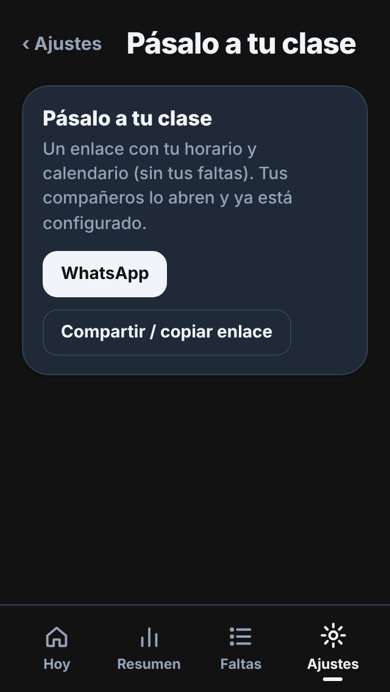 ‹ Ajustes
Pásalo a tu clase
Pásalo a tu clase
Un enlace con tu horario y
calendario (sin tus faltas). Tus
compañeros lo abren y ya está
configurado.
WhatsApp
Compartir / copiar enlace
Hoy
Resumen
Faltas
Ajustes